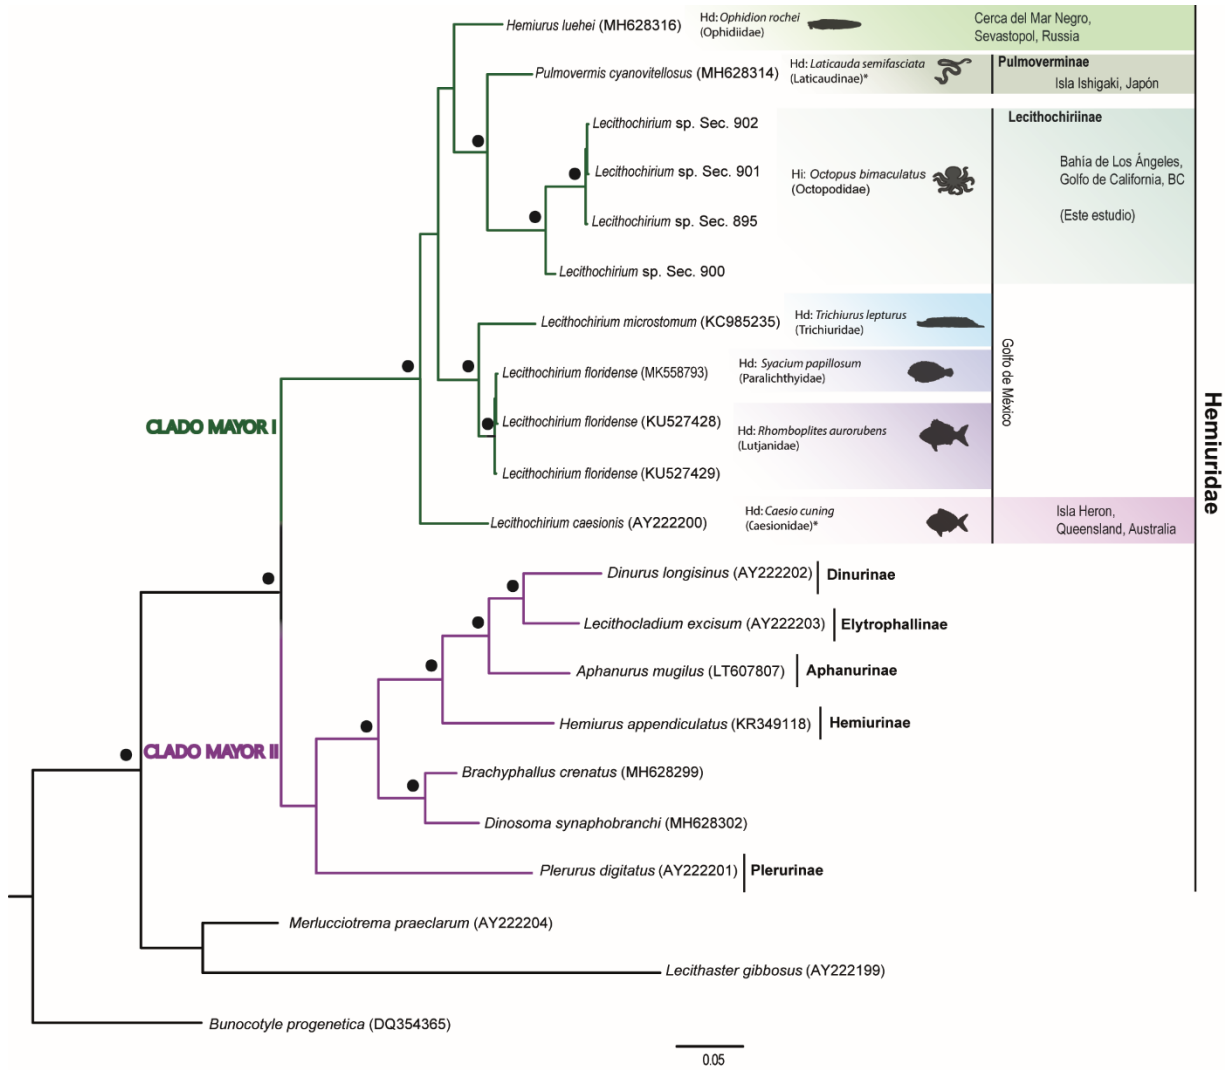 Hemiurus luehei (MH628316)
Hd: Ophidion rochei
(Ophidiidae)
Cerca del Mar Negro,
Sevastopol, Russia
Pulmovermis cyanovitellosus (MH628314)
Hd: Laticauda semifasciata
(Laticaudinae)*
Pulmoverminae
Isla Ishigaki, Japón
Lecithochirium sp. Sec. 902
Lecithochiriinae
Lecithochirium sp. Sec. 901
Hi: Octopus bimaculatus
(Octopodidae)
Bahía de Los Ángeles,
Golfo de California, BC
(Este estudio)
Lecithochirium sp. Sec. 895
Lecithochirium sp. Sec. 900
Lecithochirium microstomum (KC985235)
Hd: Trichiurus lepturus
(Trichiuridae)
Lecithochirium floridense (MK558793)
Hd: Syacium papillosum
(Paralichthyidae)
Golfo de México
Lecithochirium floridense (KU527428)
Hd: Rhomboplites aurorubens
(Lutjanidae)
Lecithochirium floridense (KU527429)
CLADO MAYOR I
Hemiuridae
Lecithochirium caesionis (AY222200)
Hd: Caesio cuning
(Caesionidae)*
Isla Heron,
Queensland, Australia
Dinurus longisinus (AY222202)
Dinurinae
Lecithocladium excisum (AY222203)
Elytrophallinae
Aphanurus mugilus (LT607807)
Aphanurinae
Hemiurus appendiculatus (KR349118)
Hemiurinae
CLADO MAYOR II
Brachyphallus crenatus (MH628299)
Dinosoma synaphobranchi (MH628302)
Plerurus digitatus (AY222201)
Plerurinae
Merlucciotrema praeclarum (AY222204)
Lecithaster gibbosus (AY222199)
Bunocotyle progenetica (DQ354365)
0.05